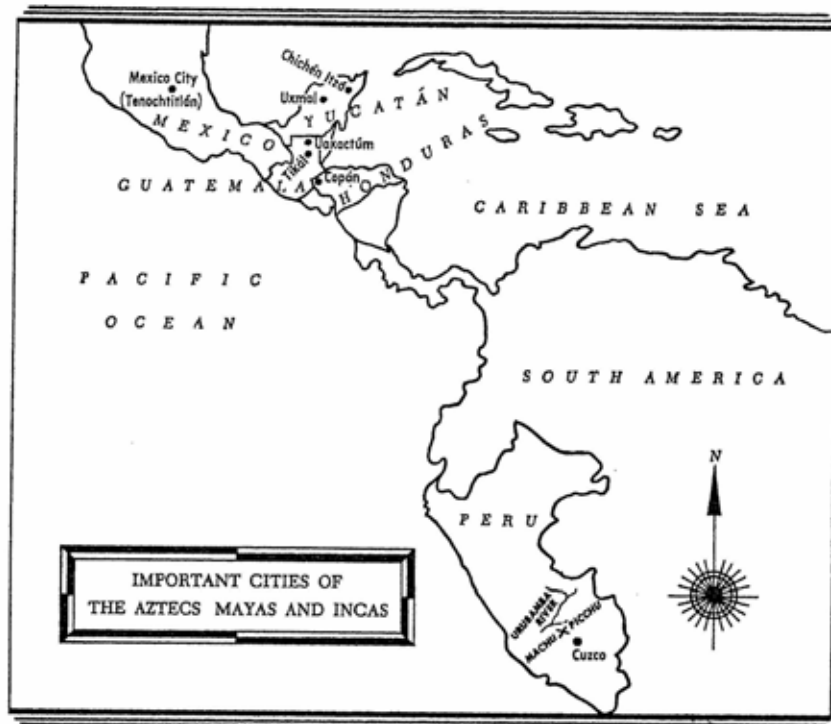 Mexico City
(Tenochtitlán)
Chichén Itzá
Uxmal
YUCATÁN
MEXICO
Uaxactúm
Tikál
GUATEMALA
Copán
HONDURAS
CARIBBEAN SEA
PACIFIC
OCEAN
SOUTH AMERICA
N
PERU
IMPORTANT CITIES OF
THE AZTECS MAYAS AND INCAS
URUBAMBA
RIVER
MACHU PICCHU
Cuzco